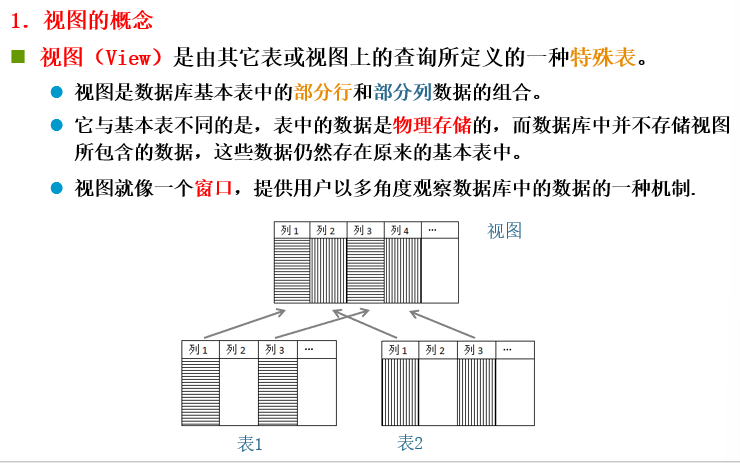 1. 视图的概念
视图（View）是由其它表或视图上的查询所定义的一种特殊表。
视图是数据库基本表中的部分行和部分列数据的组合。
它与基本表不同的是，表中的数据是物理存储的，而数据库中并不存储视图
所包含的数据，这些数据仍然存在原来的基本表中。
视图就像一个窗口，提供用户以多角度观察数据库中的数据的一种机制.
列1 列2 列3 列4 …
视图
列1 列2 列3 …
列1 列2 列3 …
表1
表2